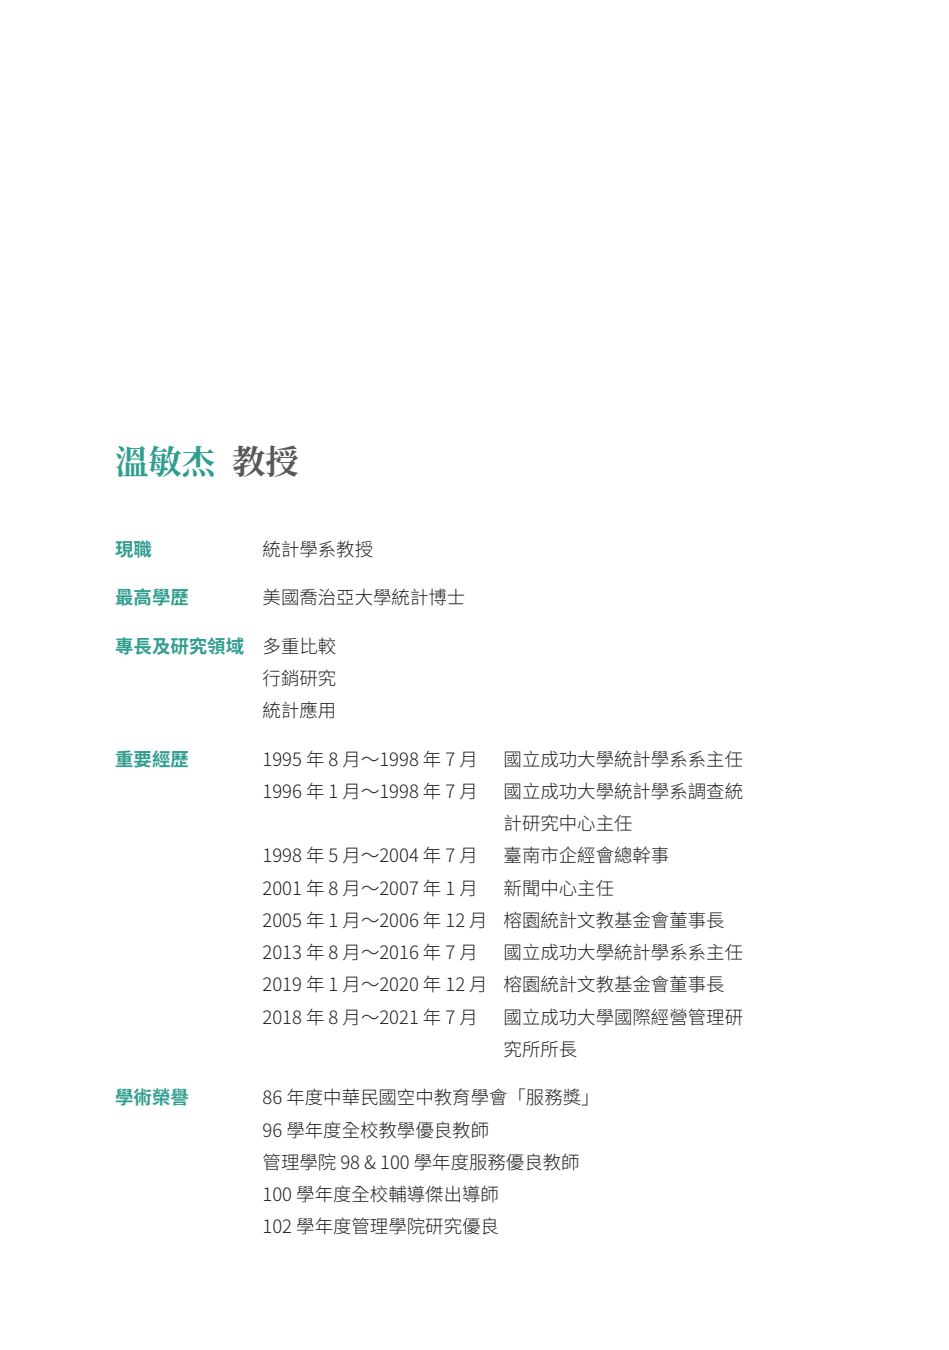 溫敏杰 教授
現職 統計學系教授
最高學歷 美國喬治亞大學統計博士
專長及研究領域 多重比較
行銷研究
統計應用
重要經歷 1995 年 8 月～1998 年 7 月 國立成功大學統計學系系主任
1996 年 1 月～1998 年 7 月 國立成功大學統計學系調查統
計研究中心主任
1998 年 5 月～2004 年 7 月 臺南市企經會總幹事
2001 年 8 月～2007 年 1 月 新聞中心主任
2005 年 1 月～2006 年 12 月 榕園統計文教基金會董事長
2013 年 8 月～2016 年 7 月 國立成功大學統計學系系主任
2019 年 1 月～2020 年 12 月 榕園統計文教基金會董事長
2018 年 8 月～2021 年 7 月 國立成功大學國際經營管理研
究所所長
學術榮譽 86 年度中華民國空中教育學會「服務獎」
96 學年度全校教學優良教師
管理學院 98 & 100 學年度服務優良教師
100 學年度全校輔導傑出導師
102 學年度管理學院研究優良